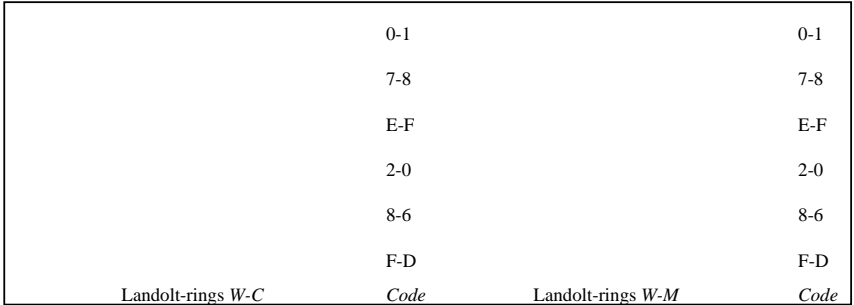 0-1 0-1
7-8 7-8
E-F E-F
2-0 2-0
8-6 8-6
F-D F-D
Landolt-rings W-C Code Landolt-rings W-M Code